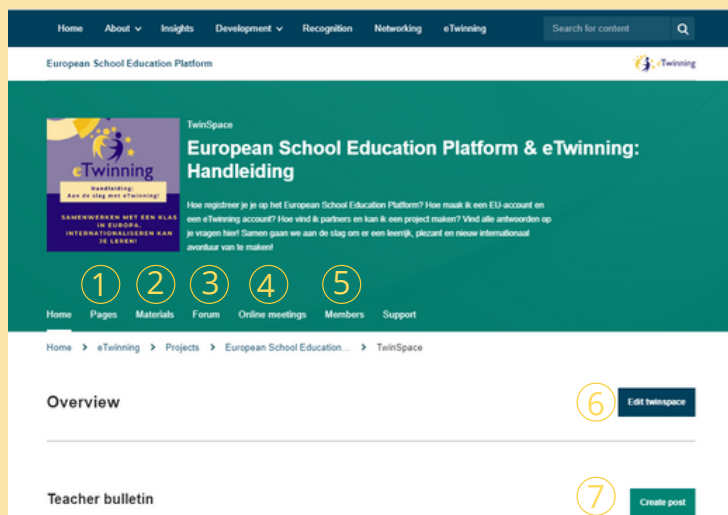 Home About Insights Development Recognition Networking eTwinning Search for content
European School Education Platform eTwinning
eTwinning
Handleiding:
Aan de slag met eTwinning!
SAMENWERKEN MET EEN KLAS
IN EUROPA.
INTERNATIONALISEREN KAN
JE LEREN!
TwinSpace
European School Education Platform & eTwinning:
Handleiding
Hoe registreer je je op het European School Education Platform? Hoe maak ik een EU-account en
een eTwinning account? Hoe vind ik partners en kan ik een project maken? Vind alle antwoorden op
je vragen hier! Samen gaan we aan de slag om er een leerrijk, plezant en nieuw internationaal
avontuur van te maken!
1 2 3 4 5
Home Pages Materials Forum Online meetings Members Support
Home > eTwinning > Projects > European School Education... > TwinSpace
Overview 6 Edit twinspace
Teacher bulletin 7 Create post